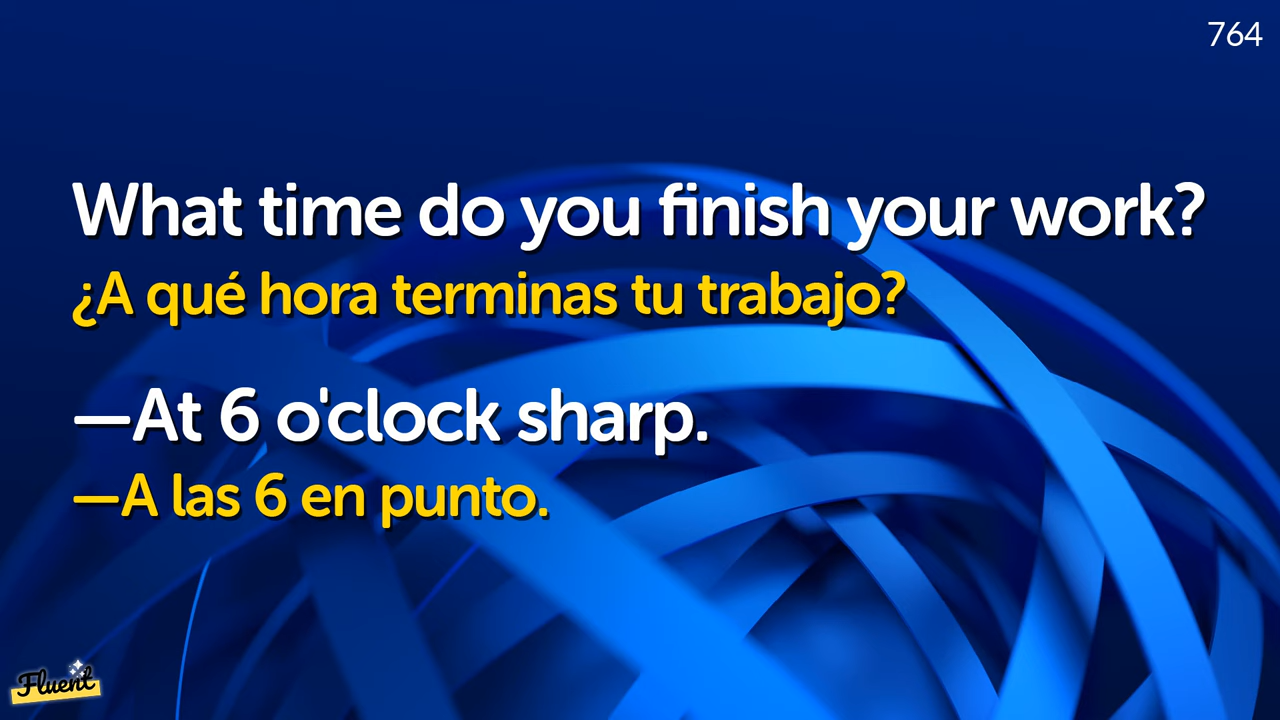 764
What time do you finish your work?
¿A qué hora terminas tu trabajo?
—At 6 o'clock sharp.
—A las 6 en punto.
Fluent